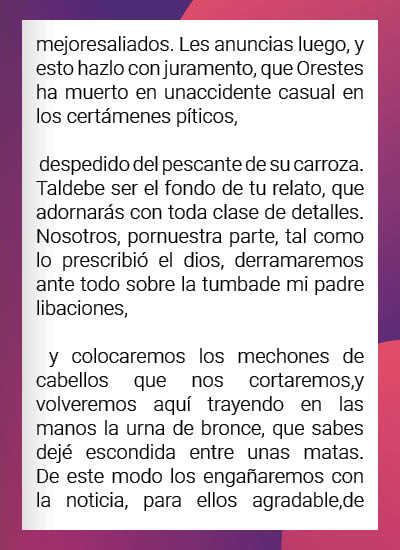 mejoresaliados. Les anuncias luego, y
esto hazlo con juramento, que Orestes
ha muerto en unaccidente casual en
los certámenes píticos,
despedido del pescante de su carroza.
Taldebe ser el fondo de tu relato, que
adornarás con toda clase de detalles.
Nosotros, pornuestra parte, tal como
lo prescribió el dios, derramaremos
ante todo sobre la tumbade mi padre
libaciones,
y colocaremos los mechones de
cabellos que nos cortaremos,y
volveremos aquí trayendo en las
manos la urna de bronce, que sabes
dejé escondida entre unas matas.
De este modo los engañaremos con
la noticia, para ellos agradable,de